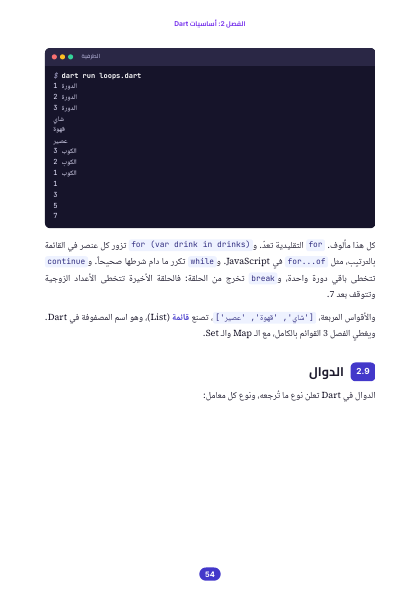 الفصل 2: أساسيات Dart
الطرفية
$ dart run loops.dart
الدورة 1
الدورة 2
الدورة 3
شاي
قهوة
عصير
الكوب 3
الكوب 2
الكوب 1
1
3
5
7
كل هذا مألوف. for التقليدية تعدّ. و for (var drink in drinks) تزور كل عنصر في القائمة
بالترتيب، مثل for...of في JavaScript. و while تكرر ما دام شرطها صحيحاً. و continue
تتخطى باقي دورة واحدة، و break تخرج من الحلقة: فالحلقة الأخيرة تتخطى الأعداد الزوجية
وتتوقف بعد 7.
والأقواس المربعة، ['شاي', 'قهوة', 'عصير']، تصنع قائمة (List)، وهو اسم المصفوفة في Dart.
ويغطي الفصل 3 القوائم بالكامل، مع الـ Map والـ Set.
2.9 الدوال
الدوال في Dart تعلن نوع ما تُرجعه، ونوع كل معامل:
54